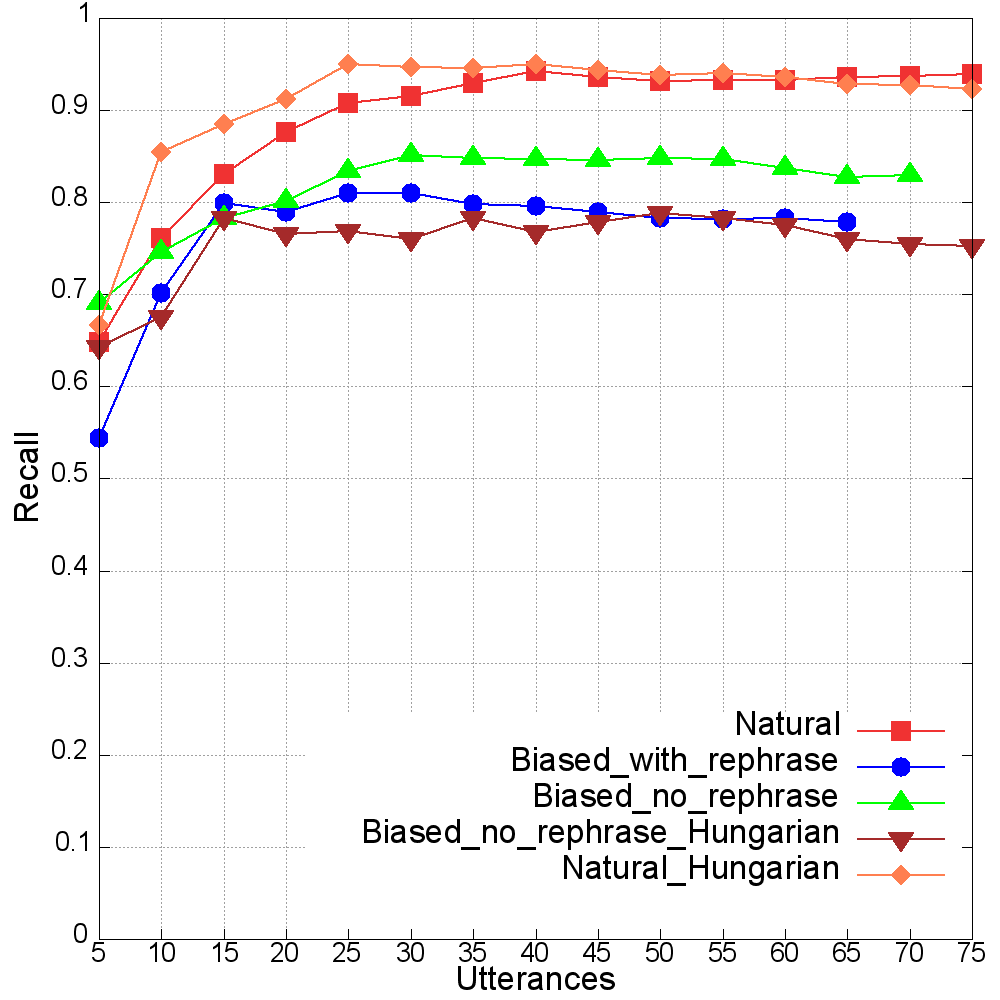 1
0.9
0.8
0.7
0.6
0.5
0.4
0.3
0.2
0.1
0
Recall
Natural
Biased_with_rephrase
Biased_no_rephrase
Biased_no_rephrase_Hungarian
Natural_Hungarian
5 10 15 20 25 30 35 40 45 50 55 60 65 70 75
Utterances